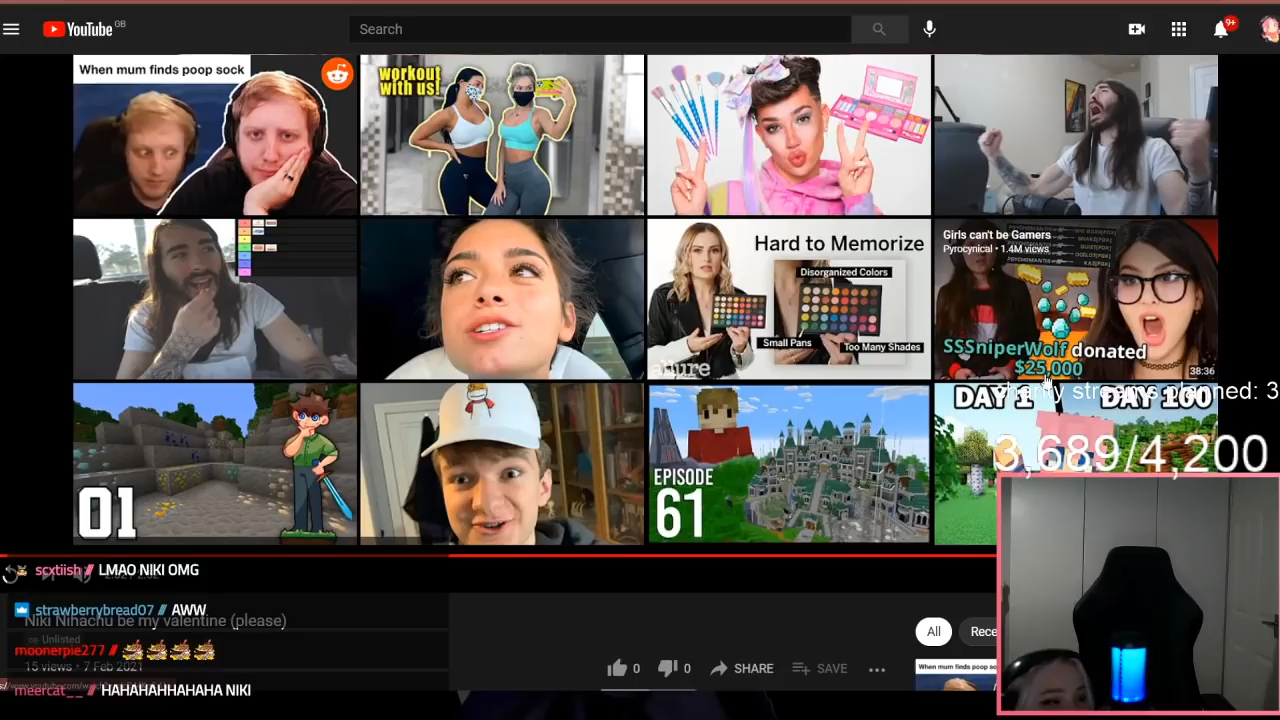 YouTube GB
Search
9+
When mum finds poop sock
workout
with us!
Girls can't be Gamers
Pyrocynical • 1.4M views
SSSniperWolf donated
$25,000
38:36
Hard to Memorize
Disorganized Colors
Small Pans
Too Many Shades
allure
charity streams planned: 3
01
EPISODE
61
DAY 1
DAY 100
3,689/4,200
scxtiish // LMAO NIKI OMG
strawberrybread07 // AWW
Niki Nihachu be my valentine (please)
Unlisted
moonerpie277 //
15 views • 7 Feb 2021
meercat__ // HAHAHAHHAHAHA NIKI
0
0
SHARE
SAVE
All
Rece
When mum finds poop so